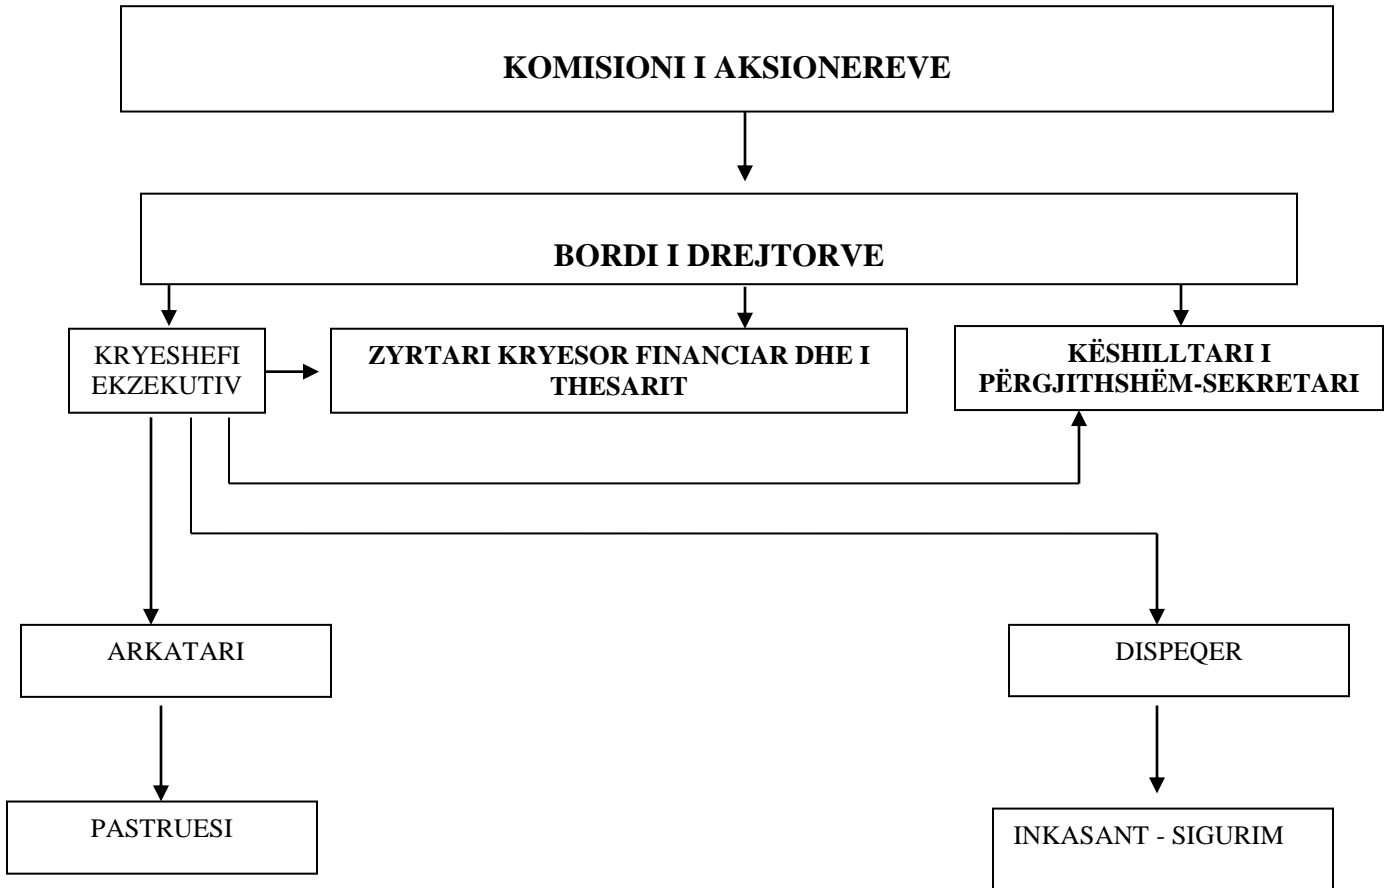 KOMISIONI I AKSIONEREVE
BORDI I DREJTORVE
KRYESHEFI
EKZEKUTIV
ZYRTARI KRYESOR FINANCIAR DHE I
THESARIT
KËSHILLTARI I
PËRGJITHSHËM-SEKRETARI
ARKATARI
DISPEQER
PASTRUESI
INKASANT - SIGURIM